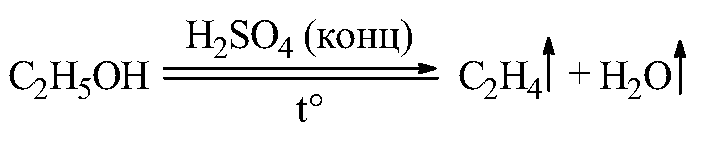 H₂SO₄ (конц)
C₂H₅OH ⟶ C₂H₄↑ + H₂O↑
t°